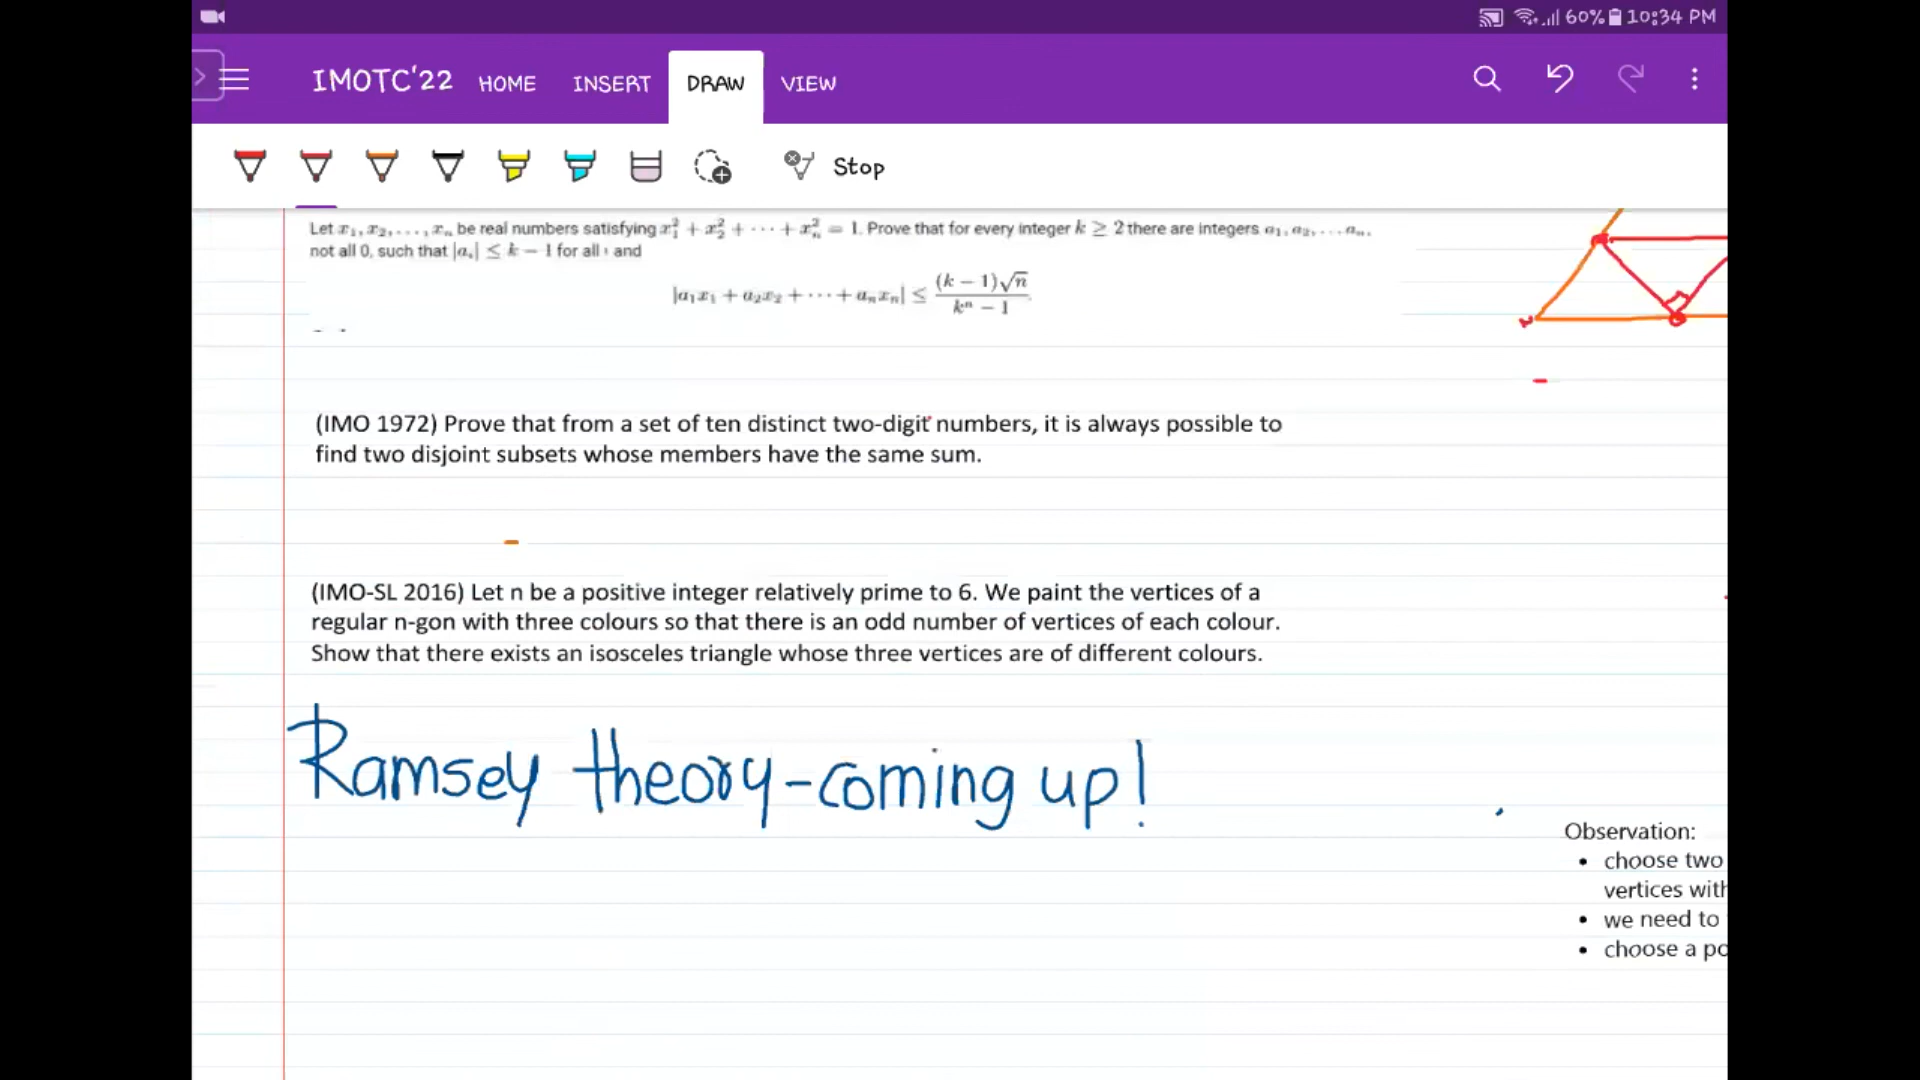 60% 10:34 PM
IMOTC'22 HOME INSERT DRAW VIEW
Stop
Let x₁, x₂, . . . , xₙ be real numbers satisfying x₁² + x₂² + ⋯ + xₙ² = 1. Prove that for every integer k ≥ 2 there are integers a₁, a₂, . . . aₙ,
not all 0, such that |aᵢ| ≤ k − 1 for all i and
|a₁x₁ + a₂x₂ + ⋯ + aₙxₙ| ≤ (k − 1)√n / kⁿ − 1
(IMO 1972) Prove that from a set of ten distinct two-digit numbers, it is always possible to
find two disjoint subsets whose members have the same sum.
(IMO-SL 2016) Let n be a positive integer relatively prime to 6. We paint the vertices of a
regular n-gon with three colours so that there is an odd number of vertices of each colour.
Show that there exists an isosceles triangle whose three vertices are of different colours.
Ramsey theory-coming up!
Observation:
• choose two
vertices with
• we need to
• choose a po